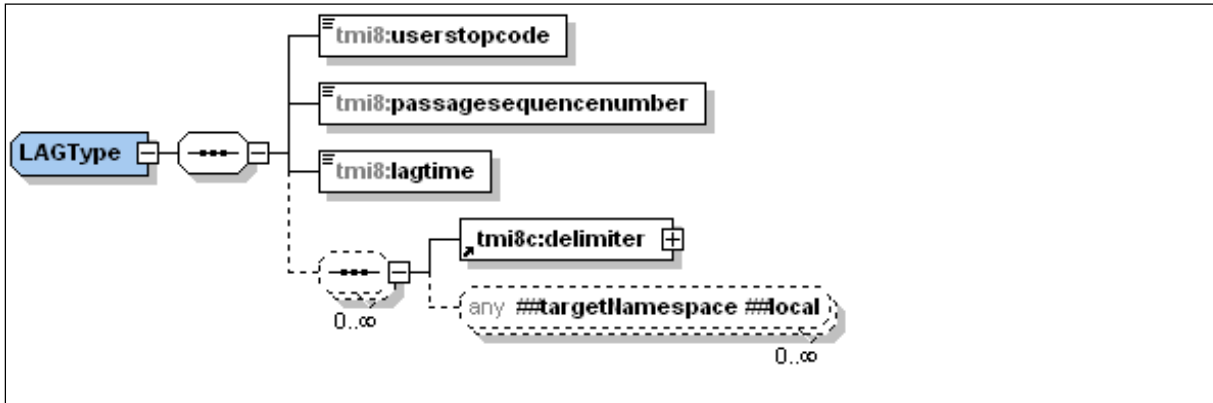 tmi8:userstopcode
tmi8:passagesequencenumber
LAGType
tmi8:lagtime
tmi8c:delimiter
any ##targetNamespace ##local
0..∞
0..∞